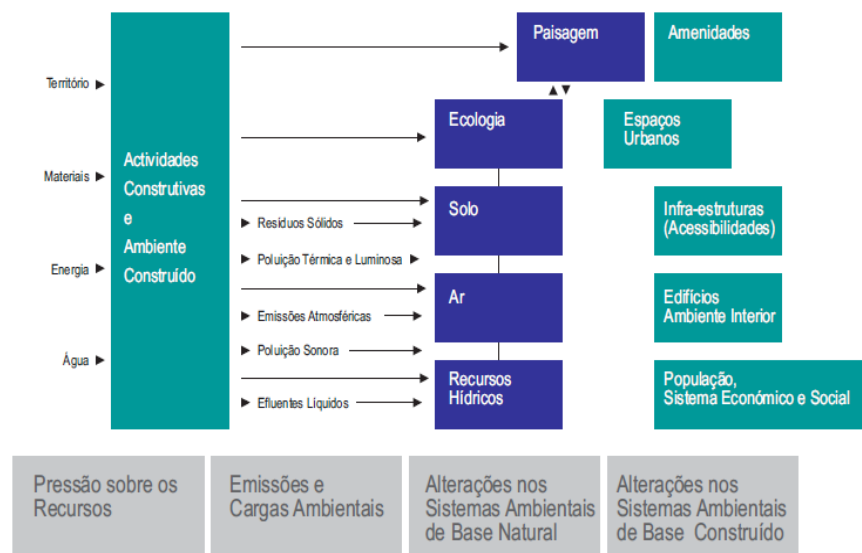 Território
Materiais
Energia
Água
Actividades
Construtivas
e
Ambiente
Construído
Resíduos Sólidos
Poluição Térmica e Luminosa
Emissões Atmosféricas
Poluição Sonora
Efluentes Líquidos
Paisagem
Ecologia
Solo
Ar
Recursos
Hídricos
Amenidades
Espaços
Urbanos
Infra-estruturas
(Acessibilidades)
Edifícios
Ambiente Interior
População,
Sistema Económico e Social
Pressão sobre os
Recursos
Emissões e
Cargas Ambientais
Alterações nos
Sistemas Ambientais
de Base Natural
Alterações nos
Sistemas Ambientais
de Base Construído